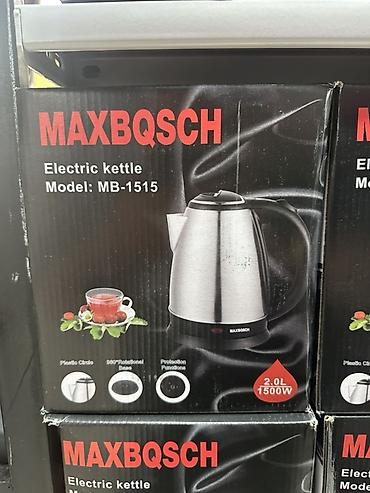 MAXBQSCH
Electric kettle
Model: MB-1515
MAXBQSCH
Plastic Circle
360°Rotational
Base
Protection
Functions
2.0L
1500W
MAXBQSCH
Electric kettle